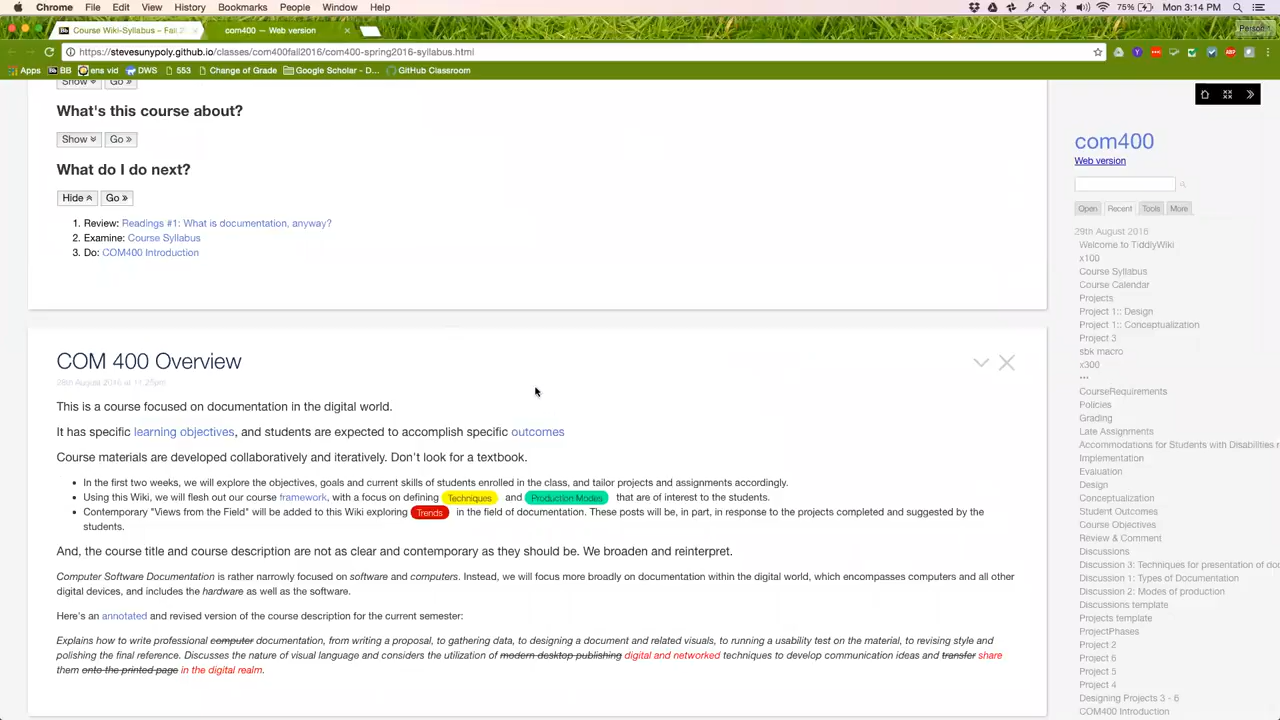 Chrome File Edit View History Bookmarks People Window Help 75% Mon 3:14 PM
Course Wiki-Syllabus – Fall 20 com400 — Web version Person 1
https://stevesunypoly.github.io/classes/com400fall2016/com400-spring2016-syllabus.html
Apps BB ens vid DWS 553 Change of Grade Google Scholar - D... GitHub Classroom
Show Go »
What's this course about?
Show Go »
What do I do next?
Hide Go »
1. Review: Readings #1: What is documentation, anyway?
2. Examine: Course Syllabus
3. Do: COM400 Introduction
COM 400 Overview
This is a course focused on documentation in the digital world.
It has specific learning objectives, and students are expected to accomplish specific outcomes
Course materials are developed collaboratively and iteratively. Don't look for a textbook.
• In the first two weeks, we will explore the objectives, goals and current skills of students enrolled in the class, and tailor projects and assignments accordingly.
• Using this Wiki, we will flesh out our course framework, with a focus on defining Techniques and Production Modes that are of interest to the students.
• Contemporary "Views from the Field" will be added to this Wiki exploring Trends in the field of documentation. These posts will be, in part, in response to the projects completed and suggested by the
students.
And, the course title and course description are not as clear and contemporary as they should be. We broaden and reinterpret.
Computer Software Documentation is rather narrowly focused on software and computers. Instead, we will focus more broadly on documentation within the digital world, which encompasses computers and all other
digital devices, and includes the hardware as well as the software.
Here's an annotated and revised version of the course description for the current semester:
Explains how to write professional computer documentation, from writing a proposal, to gathering data, to designing a document and related visuals, to running a usability test on the material, to revising style and
polishing the final reference. Discusses the nature of visual language and considers the utilization of modern desktop publishing digital and networked techniques to develop communication ideas and transfer share
them onto the printed page in the digital realm.
com400
Web version
Open Recent Tools More
29th August 2016
Welcome to TiddlyWiki
x100
Course Syllabus
Course Calendar
Projects
Project 1:: Design
Project 1:: Conceptualization
Project 3
sbk macro
x300
•••
CourseRequirements
Policies
Grading
Late Assignments
Accommodations for Students with Disabilities
Implementation
Evaluation
Design
Conceptualization
Student Outcomes
Course Objectives
Review & Comment
Discussions
Discussion 3: Techniques for presentation of do
Discussion 1: Types of Documentation
Discussion 2: Modes of production
Discussions template
Projects template
ProjectPhases
Project 2
Project 6
Project 5
Project 4
Designing Projects 3 - 6
COM400 Introduction